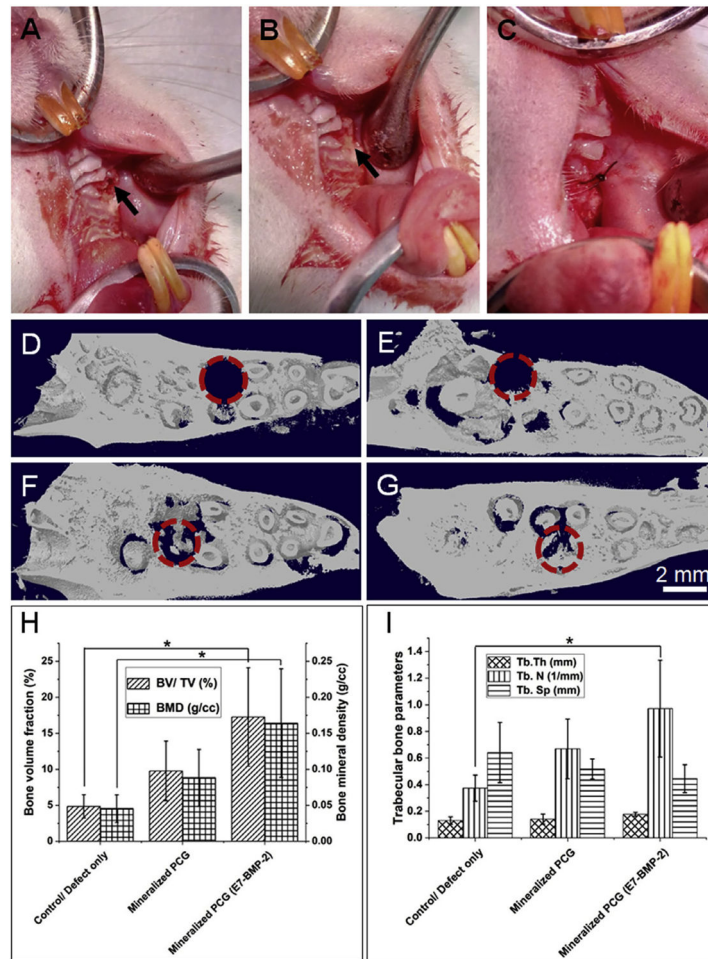 A
B
C
D
E
F
G
2 mm
H
25
20
15
10
5
0
Bone volume fraction (%)
BV/ TV (%)
BMD (g/cc)
*
*
0.25
0.20
0.15
0.10
0.05
0.00
Bone mineral density (g/cc)
Control/ Defect only
Mineralized PCG
Mineralized PCG (E7-BMP-2)
I
1.4
1.2
1.0
0.8
0.6
0.4
0.2
0.0
Trabecular bone parameters
Tb.Th (mm)
Tb. N (1/mm)
Tb. Sp (mm)
*
Control/ Defect only
Mineralized PCG
Mineralized PCG (E7-BMP-2)